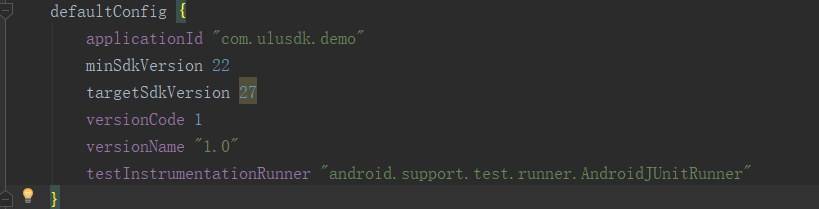 defaultConfig {
applicationId "com.ulusdk.demo"
minSdkVersion 22
targetSdkVersion 27
versionCode 1
versionName "1.0"
testInstrumentationRunner "android.support.test.runner.AndroidJUnitRunner"
}